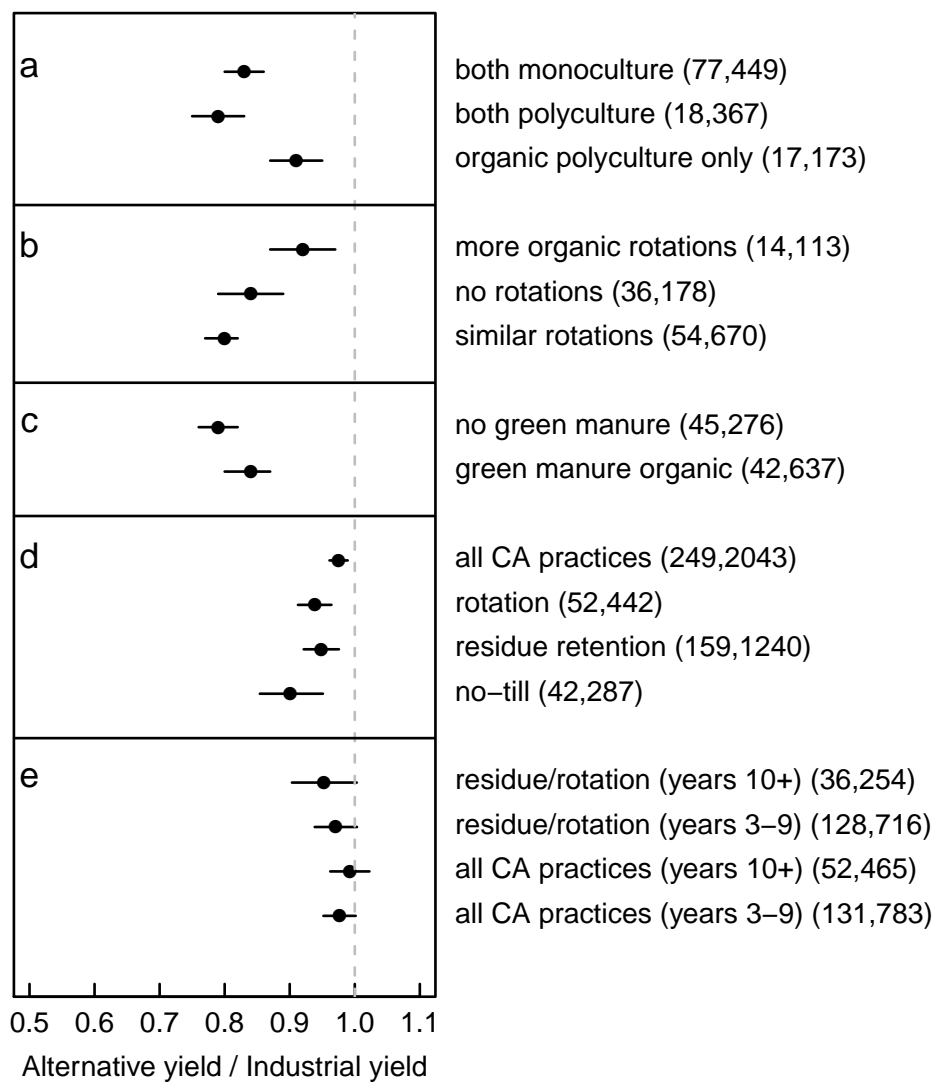 a
both monoculture (77,449)
both polyculture (18,367)
organic polyculture only (17,173)
b
more organic rotations (14,113)
no rotations (36,178)
similar rotations (54,670)
c
no green manure (45,276)
green manure organic (42,637)
d
all CA practices (249,2043)
rotation (52,442)
residue retention (159,1240)
no−till (42,287)
e
residue/rotation (years 10+) (36,254)
residue/rotation (years 3−9) (128,716)
all CA practices (years 10+) (52,465)
all CA practices (years 3−9) (131,783)
0.5 0.6 0.7 0.8 0.9 1.0 1.1
Alternative yield / Industrial yield